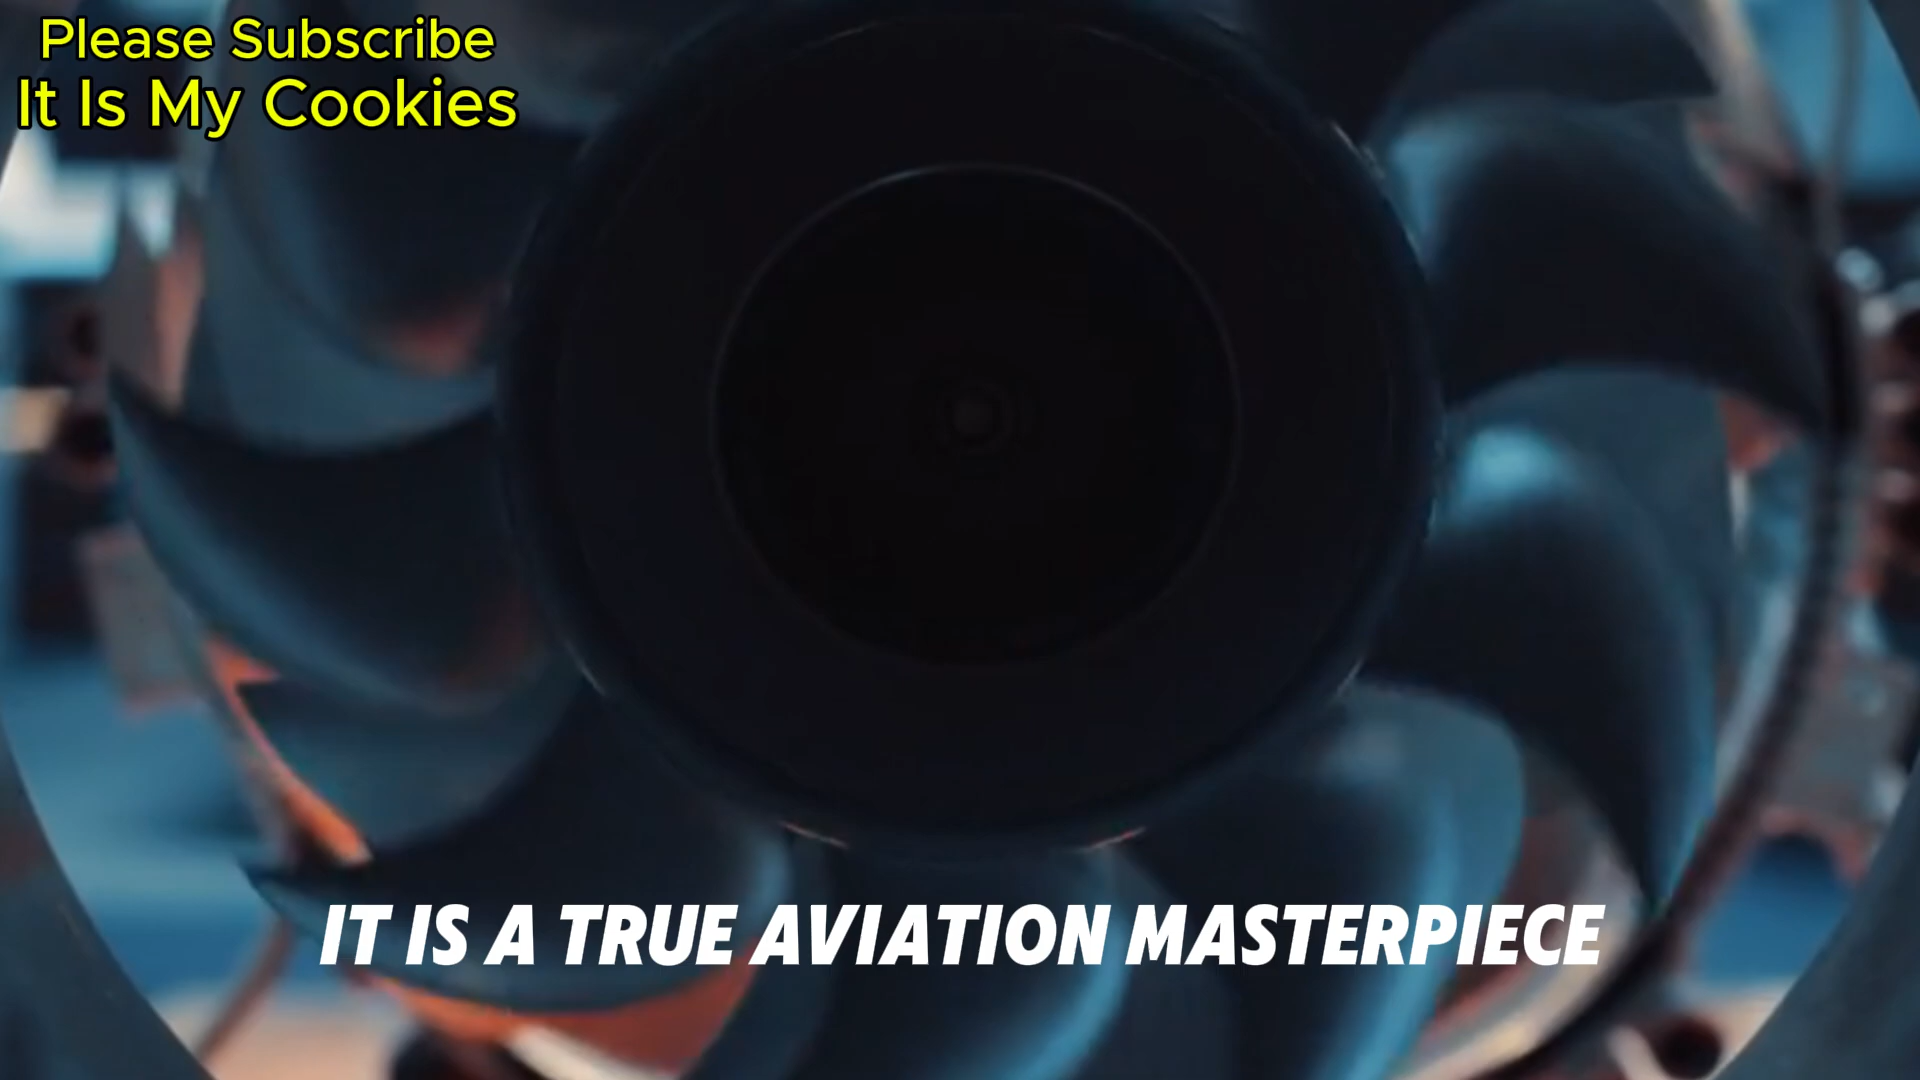 Please Subscribe
It Is My Cookies
IT IS A TRUE AVIATION MASTERPIECE